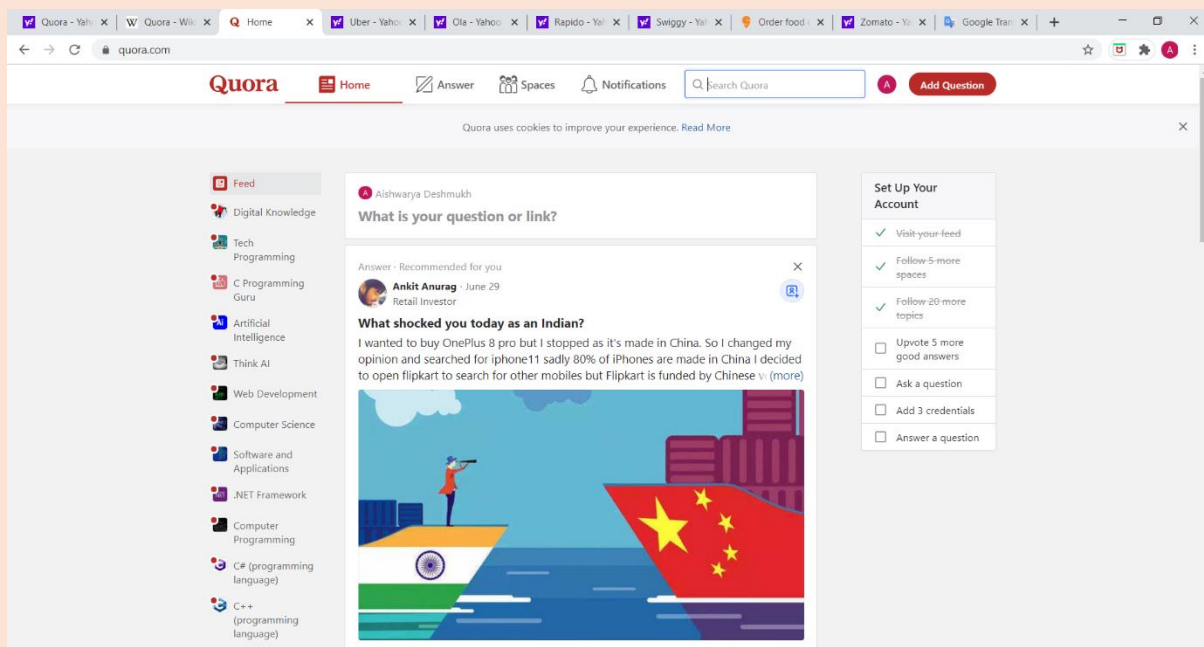 Quora - Yah
Quora - Wiki
Home
Uber - Yahoo
Ola - Yahoo
Rapido - Yah
Swiggy - Yah
Order food
Zomato - Ya
Google Tran
quora.com
Quora
Home
Answer
Spaces
Notifications
Search Quora
A
Add Question
Quora uses cookies to improve your experience. Read More
Feed
Digital Knowledge
Tech
Programming
C Programming
Guru
Artificial
Intelligence
Think AI
Web Development
Computer Science
Software and
Applications
.NET Framework
Computer
Programming
C# (programming
language)
C++
(programming
language)
A Aishwarya Deshmukh
What is your question or link?
Answer · Recommended for you
Ankit Anurag · June 29
Retail Investor
What shocked you today as an Indian?
I wanted to buy OnePlus 8 pro but I stopped as it's made in China. So I changed my
opinion and searched for iphone11 sadly 80% of iPhones are made in China I decided
to open flipkart to search for other mobiles but Flipkart is funded by Chinese (more)
Set Up Your
Account
Visit your feed
Follow 5 more
spaces
Follow 20 more
topics
Upvote 5 more
good answers
Ask a question
Add 3 credentials
Answer a question